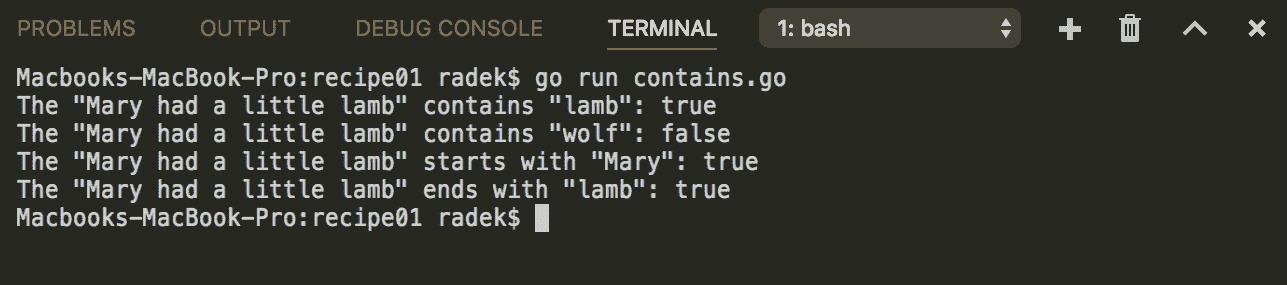 PROBLEMS OUTPUT DEBUG CONSOLE TERMINAL 1: bash
Macbooks-MacBook-Pro:recipe01 radek$ go run contains.go
The "Mary had a little lamb" contains "lamb": true
The "Mary had a little lamb" contains "wolf": false
The "Mary had a little lamb" starts with "Mary": true
The "Mary had a little lamb" ends with "lamb": true
Macbooks-MacBook-Pro:recipe01 radek$